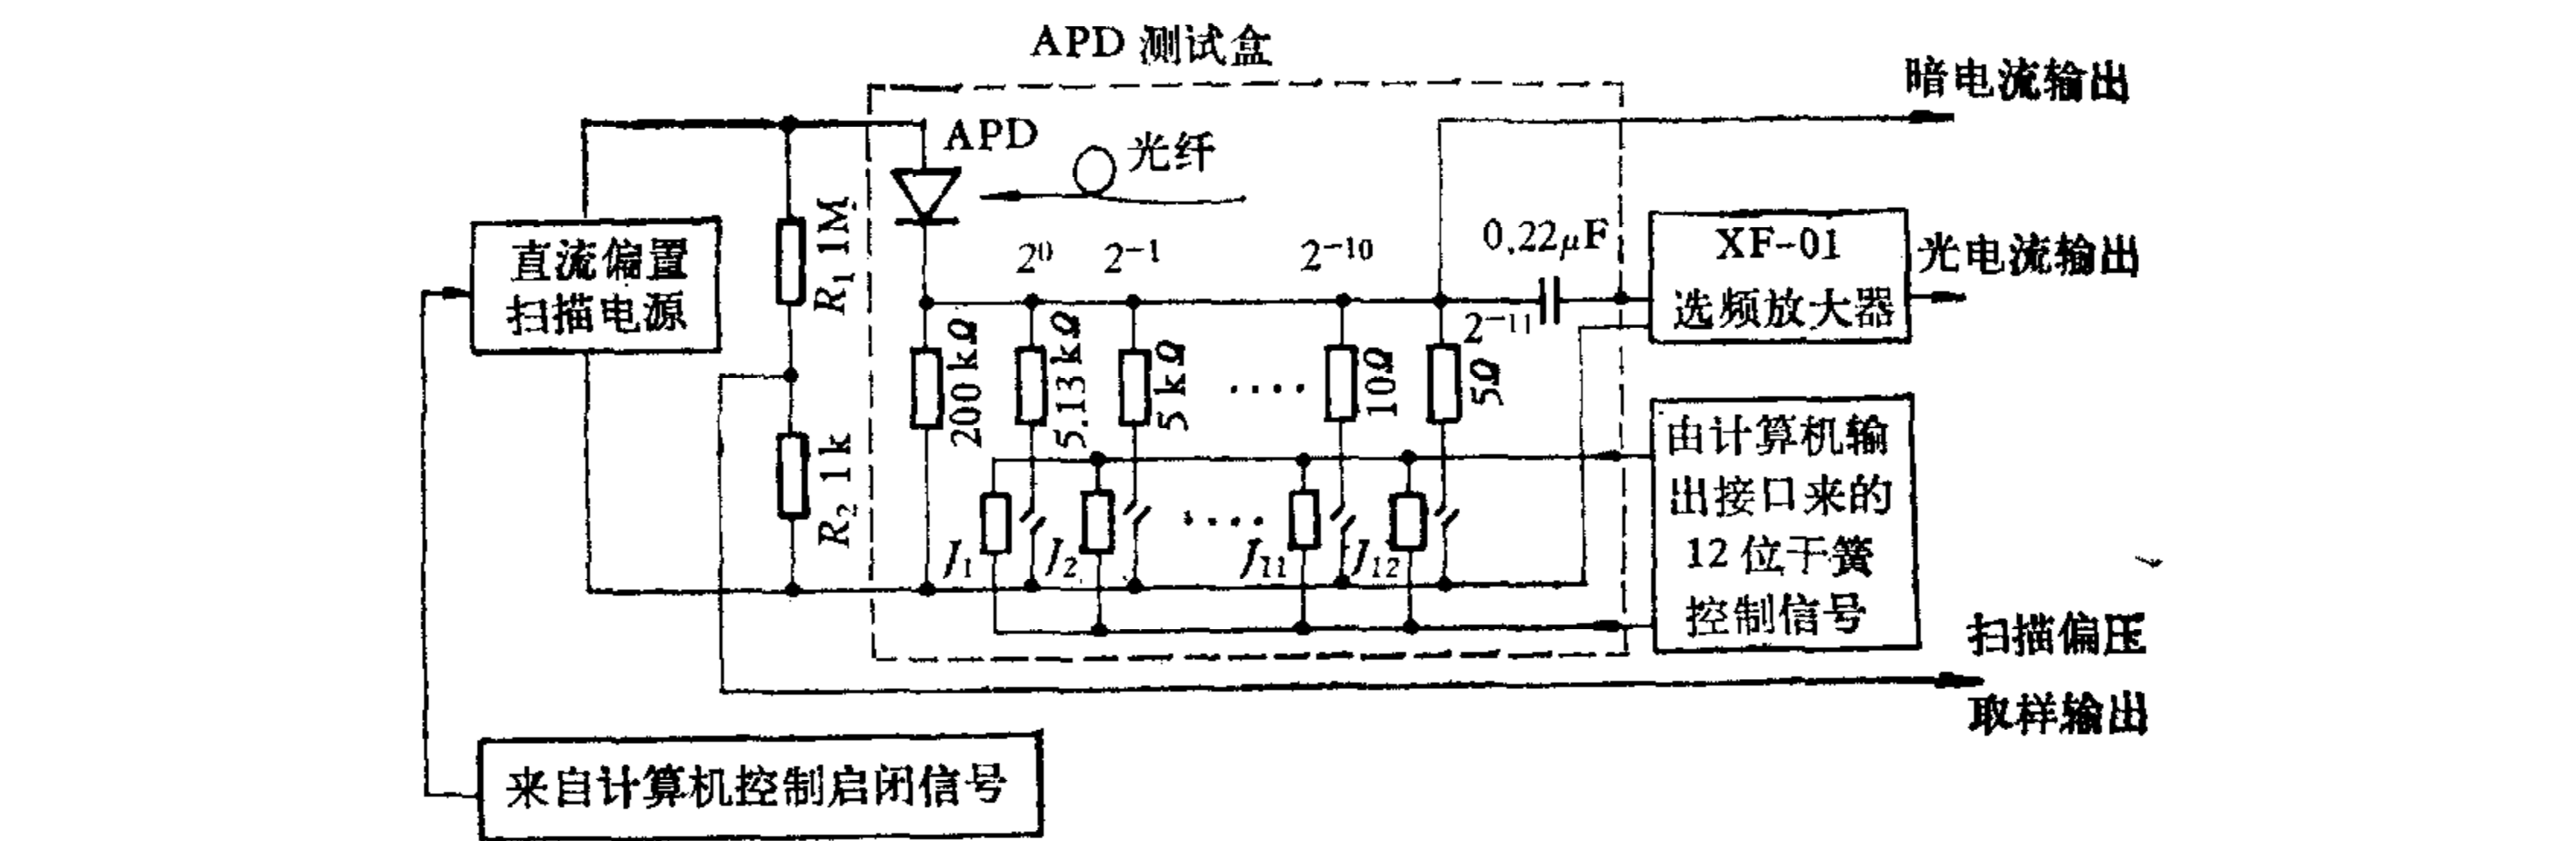 APD 测试盒
暗电流输出
APD
光纤
直流偏置
扫描电源
R₁ 1M
2⁰
2⁻¹
2⁻¹⁰
0.22μF
2⁻¹¹
XF-01
选频放大器
光电流输出
200kΩ
5.13kΩ
5kΩ
10Ω
5Ω
R₂ 1k
J₁
J₂
J₁₁
J₁₂
由计算机输
出接口来的
12位干簧
控制信号
扫描偏压
取样输出
来自计算机控制启闭信号